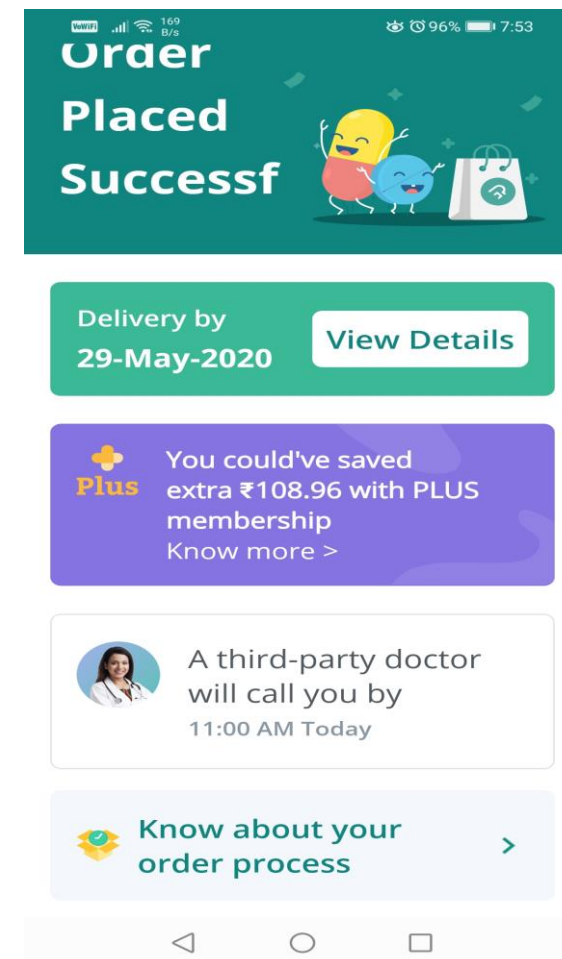 VoWiFi 169 B/s 96% 7:53
Order
Placed
Successf
Delivery by
29-May-2020
View Details
Plus
You could've saved
extra ₹108.96 with PLUS
membership
Know more >
A third-party doctor
will call you by
11:00 AM Today
Know about your
order process